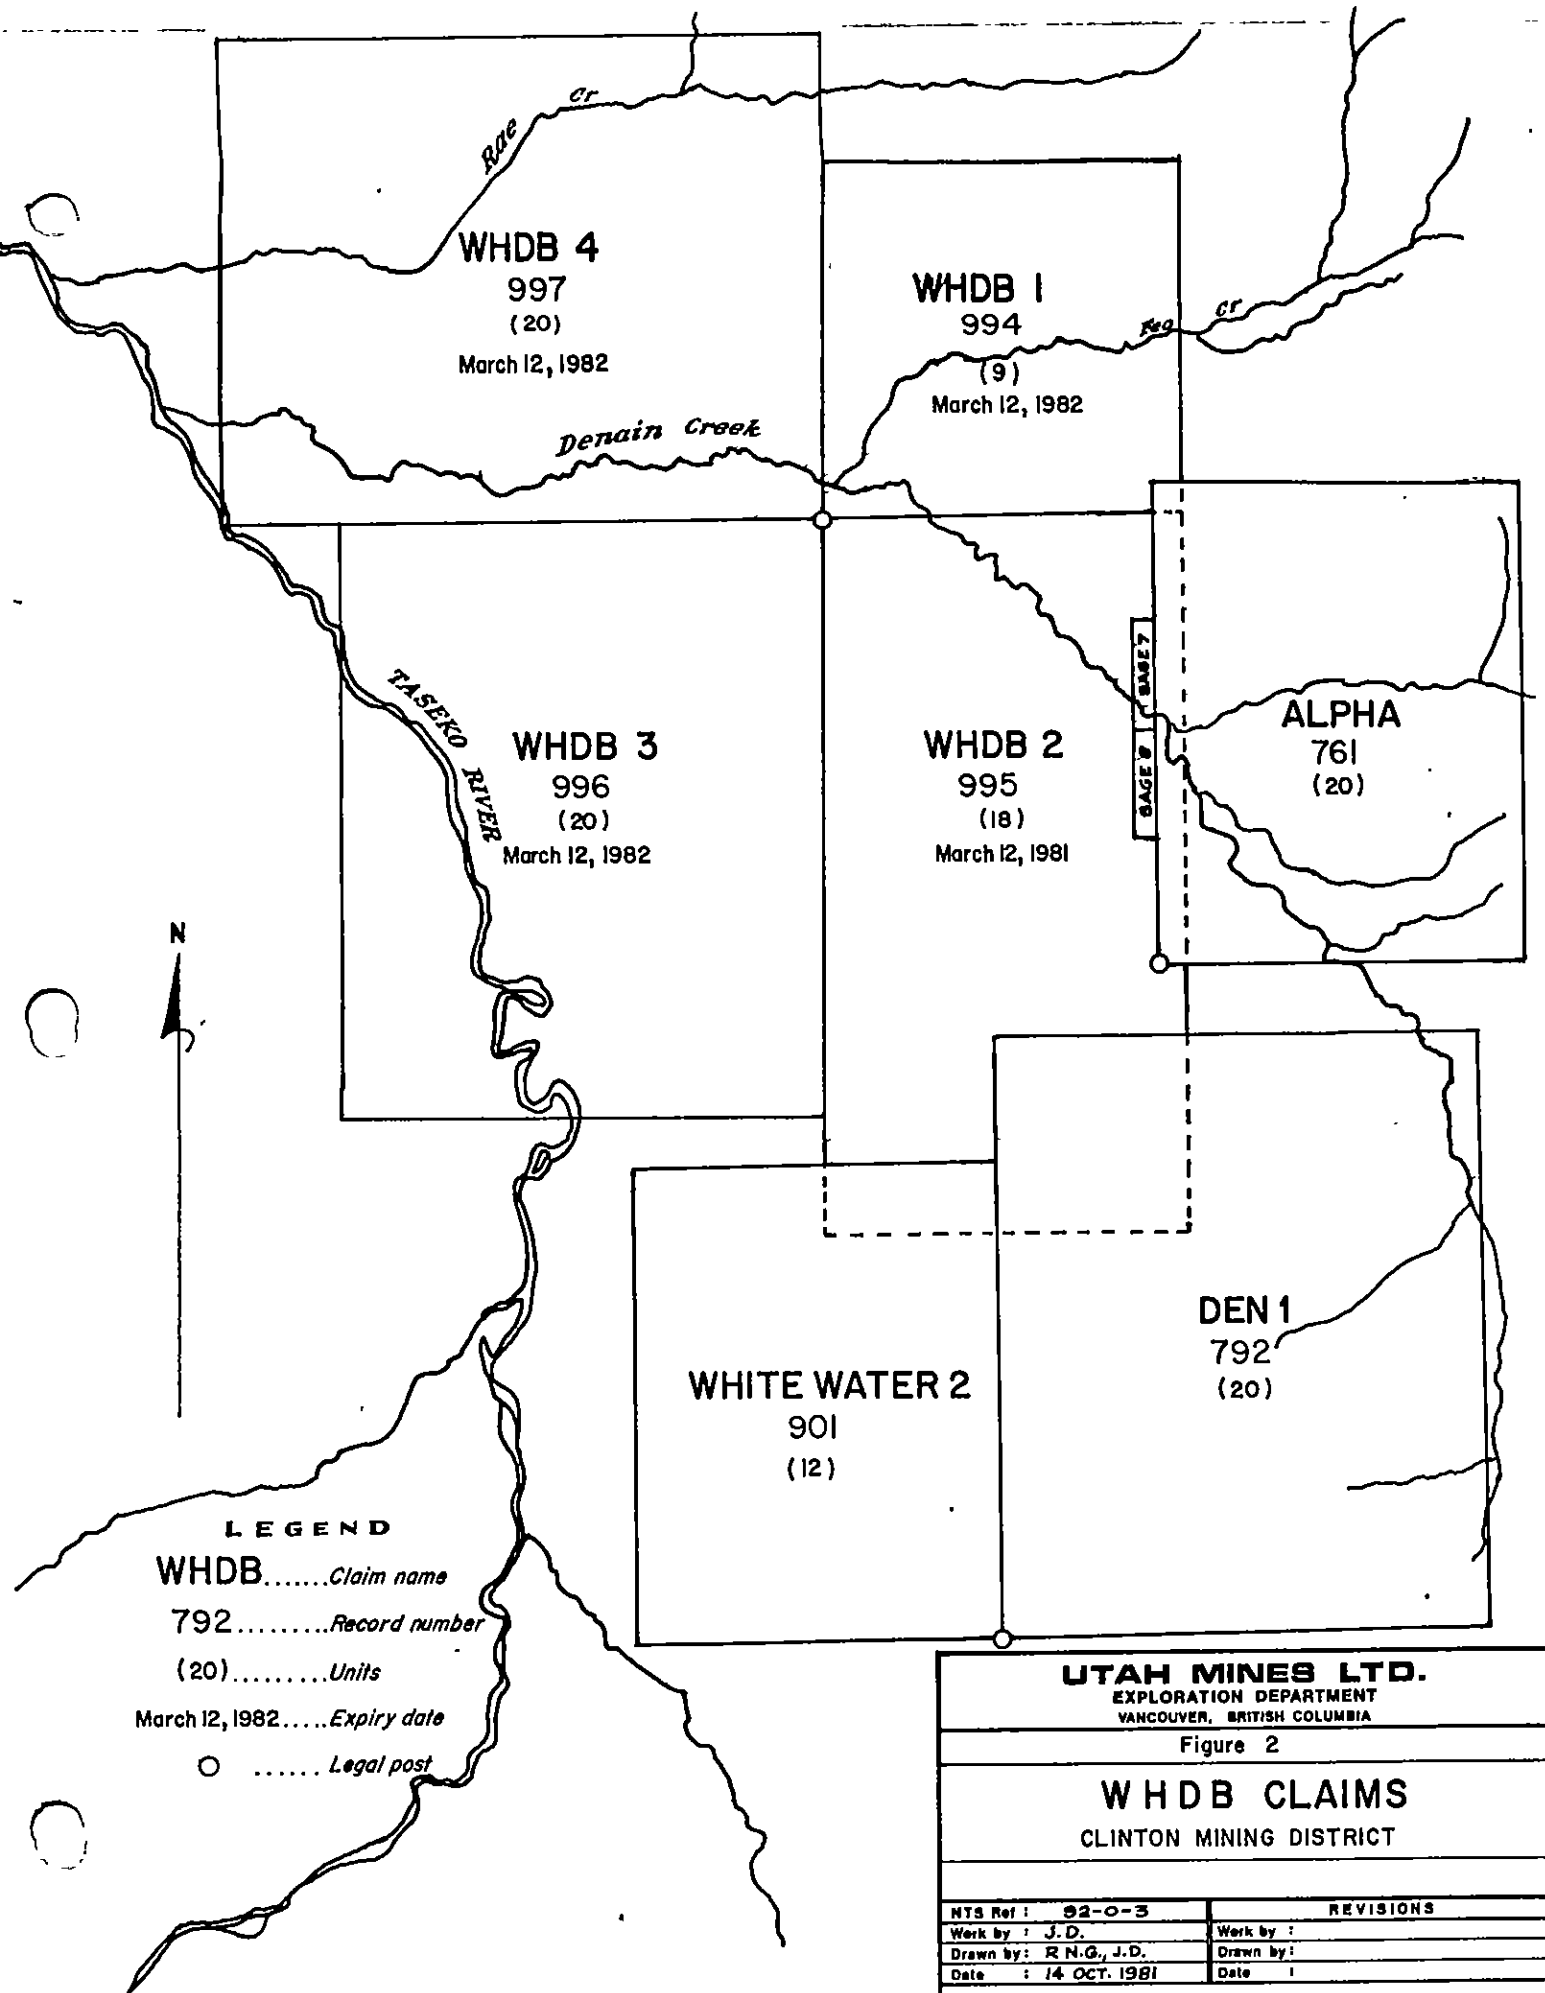 Rae Cr
WHDB 4
997
(20)
March 12, 1982
WHDB 1
994
(9)
March 12, 1982
Feo Cr
Denain Creek
TASEKO RIVER
WHDB 3
996
(20)
March 12, 1982
WHDB 2
995
(18)
March 12, 1981
SAGE 7
SAGE 8
ALPHA
761
(20)
N
DEN 1
792
(20)
WHITE WATER 2
901
(12)
LEGEND
WHDB.......Claim name
792.........Record number
(20).........Units
March 12, 1982.....Expiry date
O ...... Legal post
UTAH MINES LTD.
EXPLORATION DEPARTMENT
VANCOUVER, BRITISH COLUMBIA
Figure 2
WHDB CLAIMS
CLINTON MINING DISTRICT
NTS Ref : 92-O-3
REVISIONS
Work by : J.D.
Work by :
Drawn by: R N.G., J.D.
Drawn by:
Date : 14 OCT. 1981
Date :